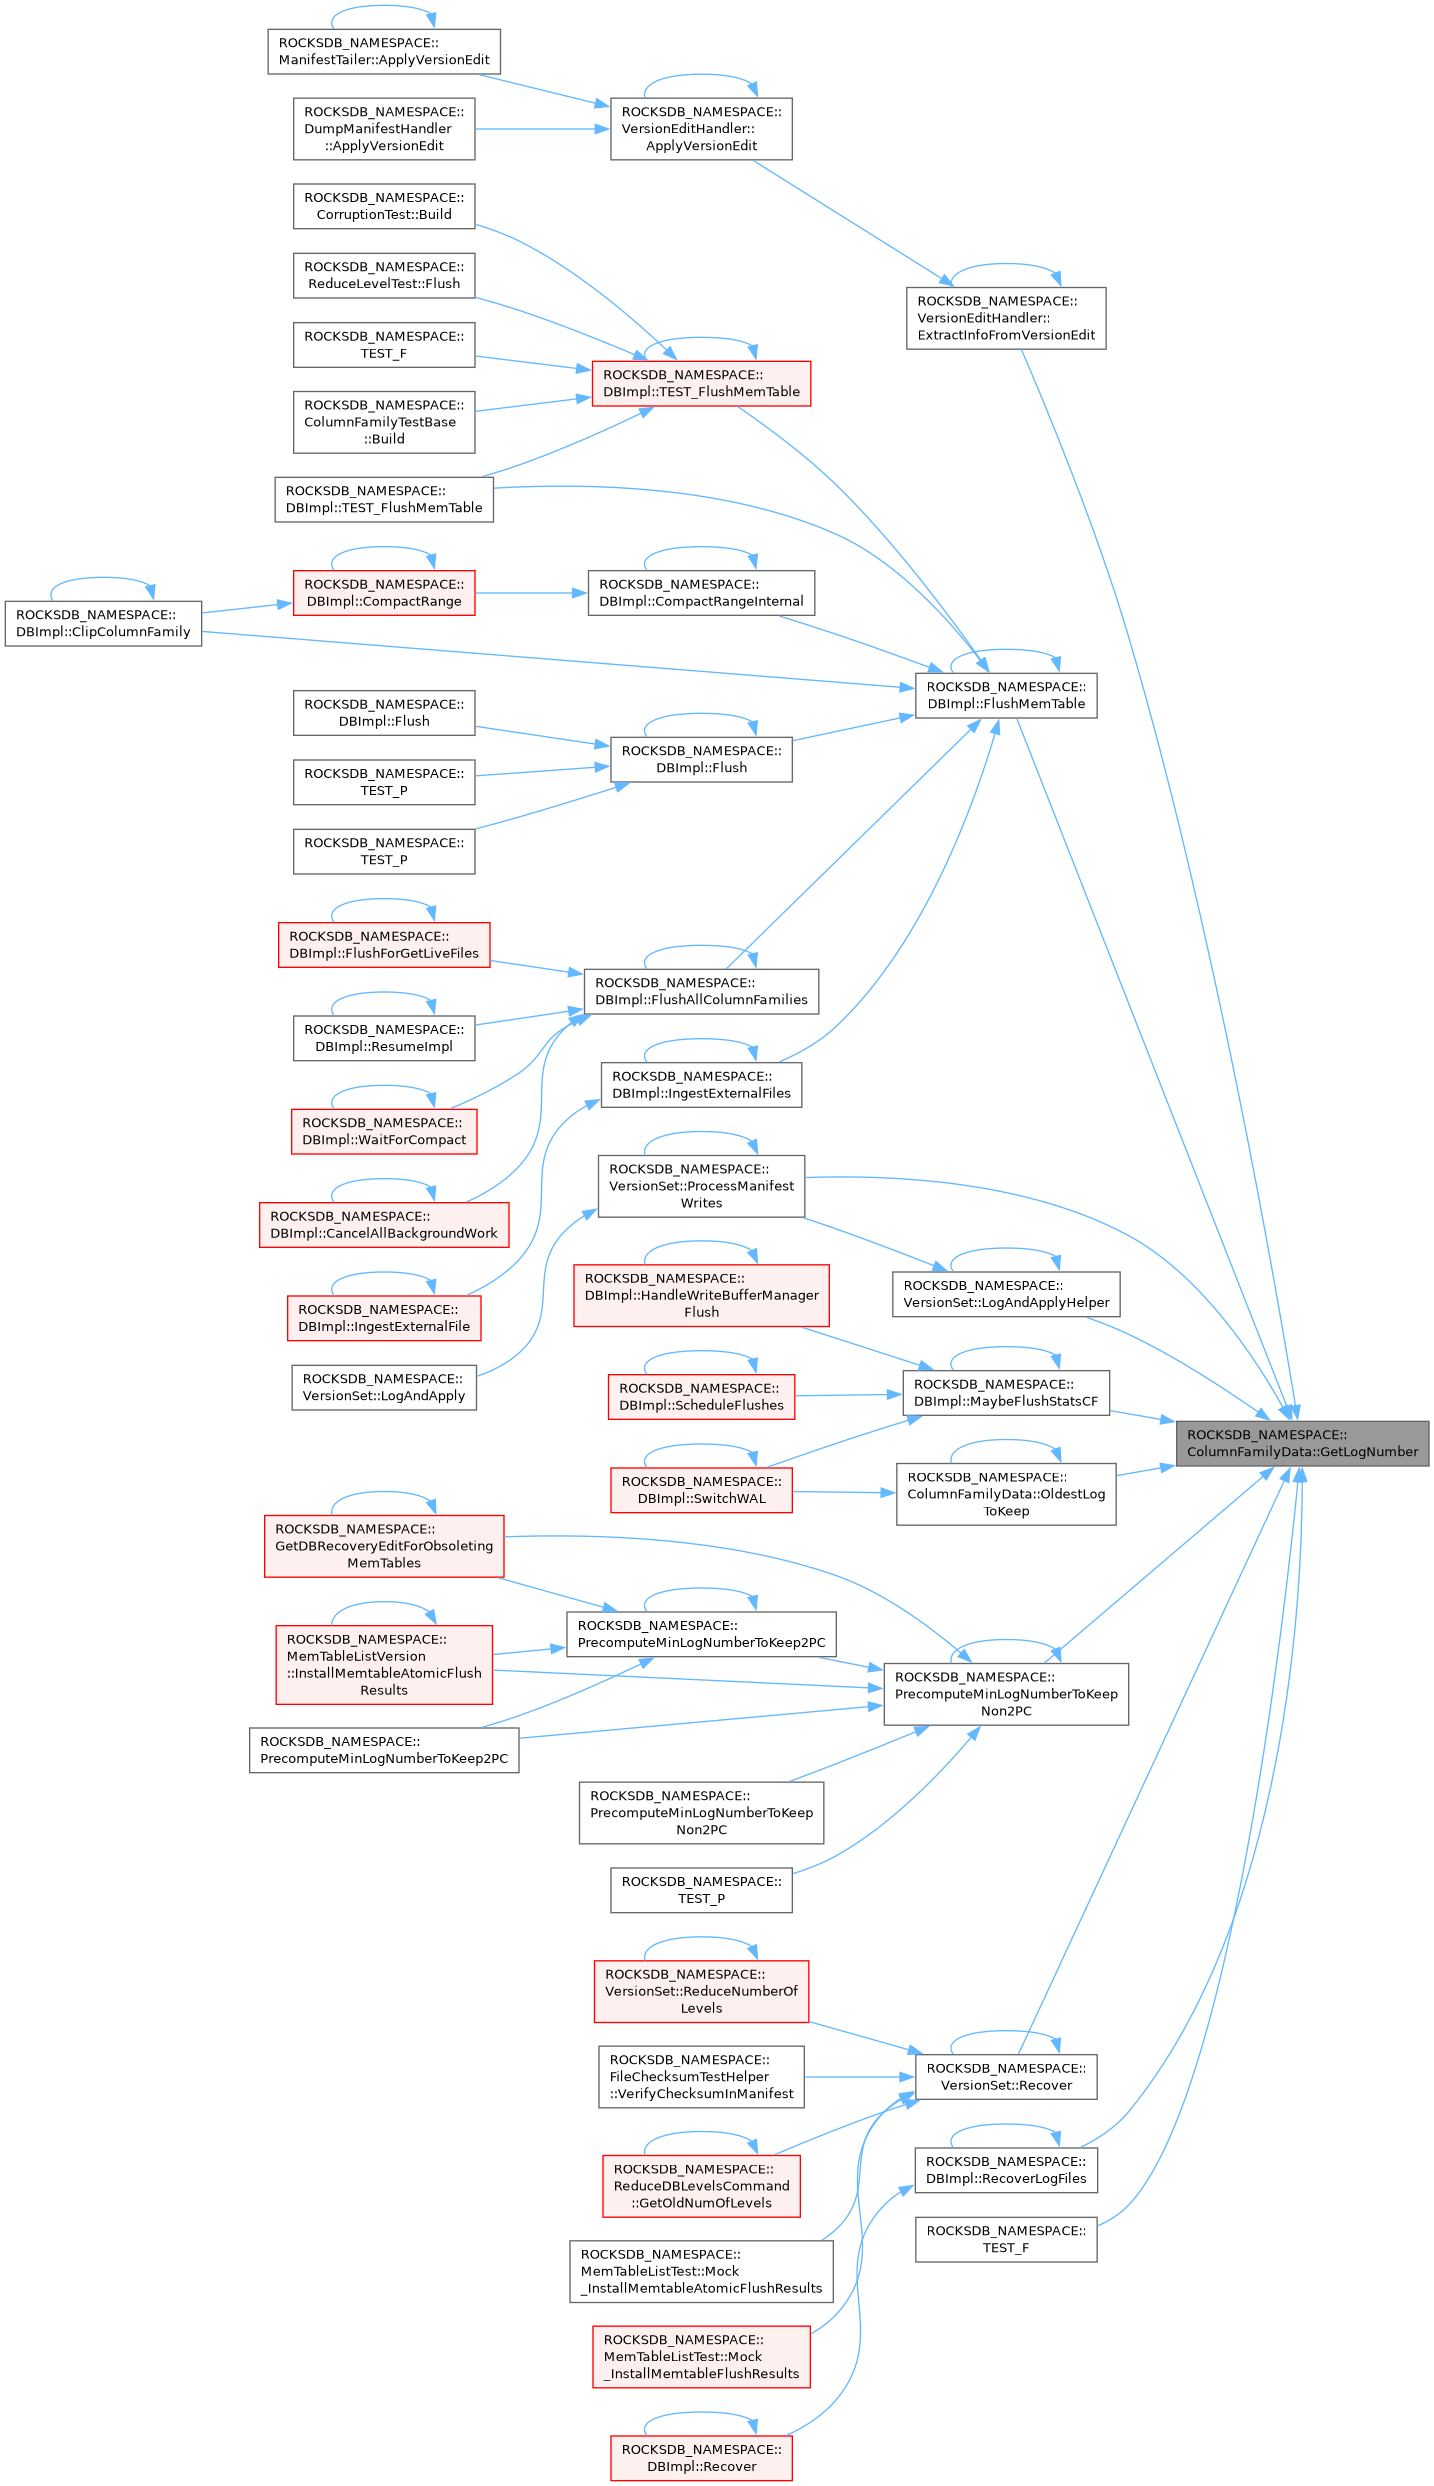 ROCKSDB_NAMESPACE::
ManifestTailer::ApplyVersionEdit
ROCKSDB_NAMESPACE::
DumpManifestHandler
::ApplyVersionEdit
ROCKSDB_NAMESPACE::
VersionEditHandler::
ApplyVersionEdit
ROCKSDB_NAMESPACE::
CorruptionTest::Build
ROCKSDB_NAMESPACE::
ReduceLevelTest::Flush
ROCKSDB_NAMESPACE::
VersionEditHandler::
ExtractInfoFromVersionEdit
ROCKSDB_NAMESPACE::
TEST_F
ROCKSDB_NAMESPACE::
DBImpl::TEST_FlushMemTable
ROCKSDB_NAMESPACE::
ColumnFamilyTestBase
::Build
ROCKSDB_NAMESPACE::
DBImpl::TEST_FlushMemTable
ROCKSDB_NAMESPACE::
DBImpl::CompactRange
ROCKSDB_NAMESPACE::
DBImpl::CompactRangeInternal
ROCKSDB_NAMESPACE::
DBImpl::ClipColumnFamily
ROCKSDB_NAMESPACE::
DBImpl::FlushMemTable
ROCKSDB_NAMESPACE::
DBImpl::Flush
ROCKSDB_NAMESPACE::
DBImpl::Flush
ROCKSDB_NAMESPACE::
TEST_P
ROCKSDB_NAMESPACE::
TEST_P
ROCKSDB_NAMESPACE::
DBImpl::FlushForGetLiveFiles
ROCKSDB_NAMESPACE::
DBImpl::FlushAllColumnFamilies
ROCKSDB_NAMESPACE::
DBImpl::ResumeImpl
ROCKSDB_NAMESPACE::
DBImpl::IngestExternalFiles
ROCKSDB_NAMESPACE::
DBImpl::WaitForCompact
ROCKSDB_NAMESPACE::
VersionSet::ProcessManifest
Writes
ROCKSDB_NAMESPACE::
DBImpl::CancelAllBackgroundWork
ROCKSDB_NAMESPACE::
DBImpl::HandleWriteBufferManager
Flush
ROCKSDB_NAMESPACE::
VersionSet::LogAndApplyHelper
ROCKSDB_NAMESPACE::
DBImpl::IngestExternalFile
ROCKSDB_NAMESPACE::
VersionSet::LogAndApply
ROCKSDB_NAMESPACE::
DBImpl::ScheduleFlushes
ROCKSDB_NAMESPACE::
DBImpl::MaybeFlushStatsCF
ROCKSDB_NAMESPACE::
ColumnFamilyData::GetLogNumber
ROCKSDB_NAMESPACE::
DBImpl::SwitchWAL
ROCKSDB_NAMESPACE::
ColumnFamilyData::OldestLog
ToKeep
ROCKSDB_NAMESPACE::
GetDBRecoveryEditForObsoleting
MemTables
ROCKSDB_NAMESPACE::
PrecomputeMinLogNumberToKeep2PC
ROCKSDB_NAMESPACE::
MemTableListVersion
::InstallMemtableAtomicFlush
Results
ROCKSDB_NAMESPACE::
PrecomputeMinLogNumberToKeep
Non2PC
ROCKSDB_NAMESPACE::
PrecomputeMinLogNumberToKeep2PC
ROCKSDB_NAMESPACE::
PrecomputeMinLogNumberToKeep
Non2PC
ROCKSDB_NAMESPACE::
TEST_P
ROCKSDB_NAMESPACE::
VersionSet::ReduceNumberOf
Levels
ROCKSDB_NAMESPACE::
FileChecksumTestHelper
::VerifyChecksumInManifest
ROCKSDB_NAMESPACE::
VersionSet::Recover
ROCKSDB_NAMESPACE::
ReduceDBLevelsCommand
::GetOldNumOfLevels
ROCKSDB_NAMESPACE::
DBImpl::RecoverLogFiles
ROCKSDB_NAMESPACE::
TEST_F
ROCKSDB_NAMESPACE::
MemTableListTest::Mock
_InstallMemtableAtomicFlushResults
ROCKSDB_NAMESPACE::
MemTableListTest::Mock
_InstallMemtableFlushResults
ROCKSDB_NAMESPACE::
DBImpl::Recover